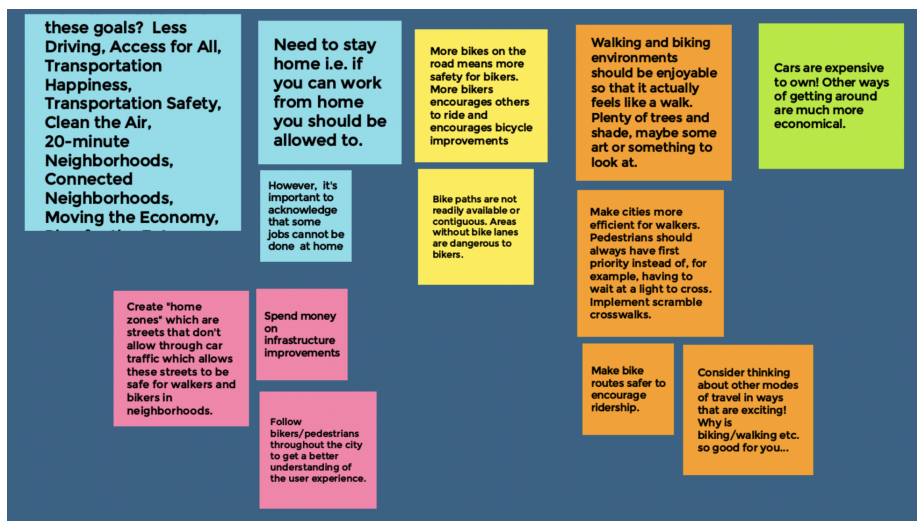 these goals? Less
Driving, Access for All,
Transportation
Happiness,
Transportation Safety,
Clean the Air,
20-minute
Neighborhoods,
Connected
Neighborhoods,
Moving the Economy,
Need to stay
home i.e. if
you can work
from home
you should be
allowed to.
However, it's
important to
acknowledge
that some
jobs cannot be
done at home
More bikes on the
road means more
safety for bikers.
More bikers
encourages others
to ride and
encourages bicycle
improvements
Bike paths are not
readily available or
contiguous. Areas
without bike lanes
are dangerous to
bikers.
Walking and biking
environments
should be enjoyable
so that it actually
feels like a walk.
Plenty of trees and
shade, maybe some
art or something to
look at.
Cars are expensive
to own! Other ways
of getting around
are much more
economical.
Make cities more
efficient for walkers.
Pedestrians should
always have first
priority instead of, for
example, having to
wait at a light to cross.
Implement scramble
crosswalks.
Create "home
zones" which are
streets that don't
allow through car
traffic which allows
these streets to be
safe for walkers and
bikers in
neighborhoods.
Spend money
on
infrastructure
improvements
Follow
bikers/pedestrians
throughout the city
to get a better
understanding of
the user experience.
Make bike
routes safer to
encourage
ridership.
Consider thinking
about other modes
of travel in ways
that are exciting!
Why is
biking/walking etc.
so good for you...